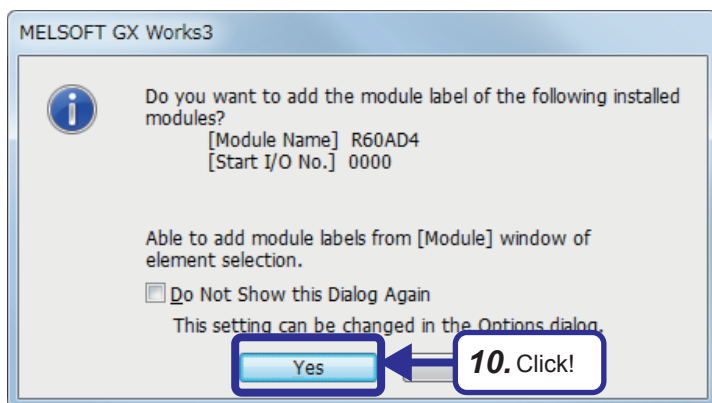 MELSOFT GX Works3
Do you want to add the module label of the following installed
modules?
[Module Name] R60AD4
[Start I/O No.] 0000
Able to add module labels from [Module] window of
element selection.
Do Not Show this Dialog Again
This setting can be changed in the Options dialog.
Yes
10. Click!